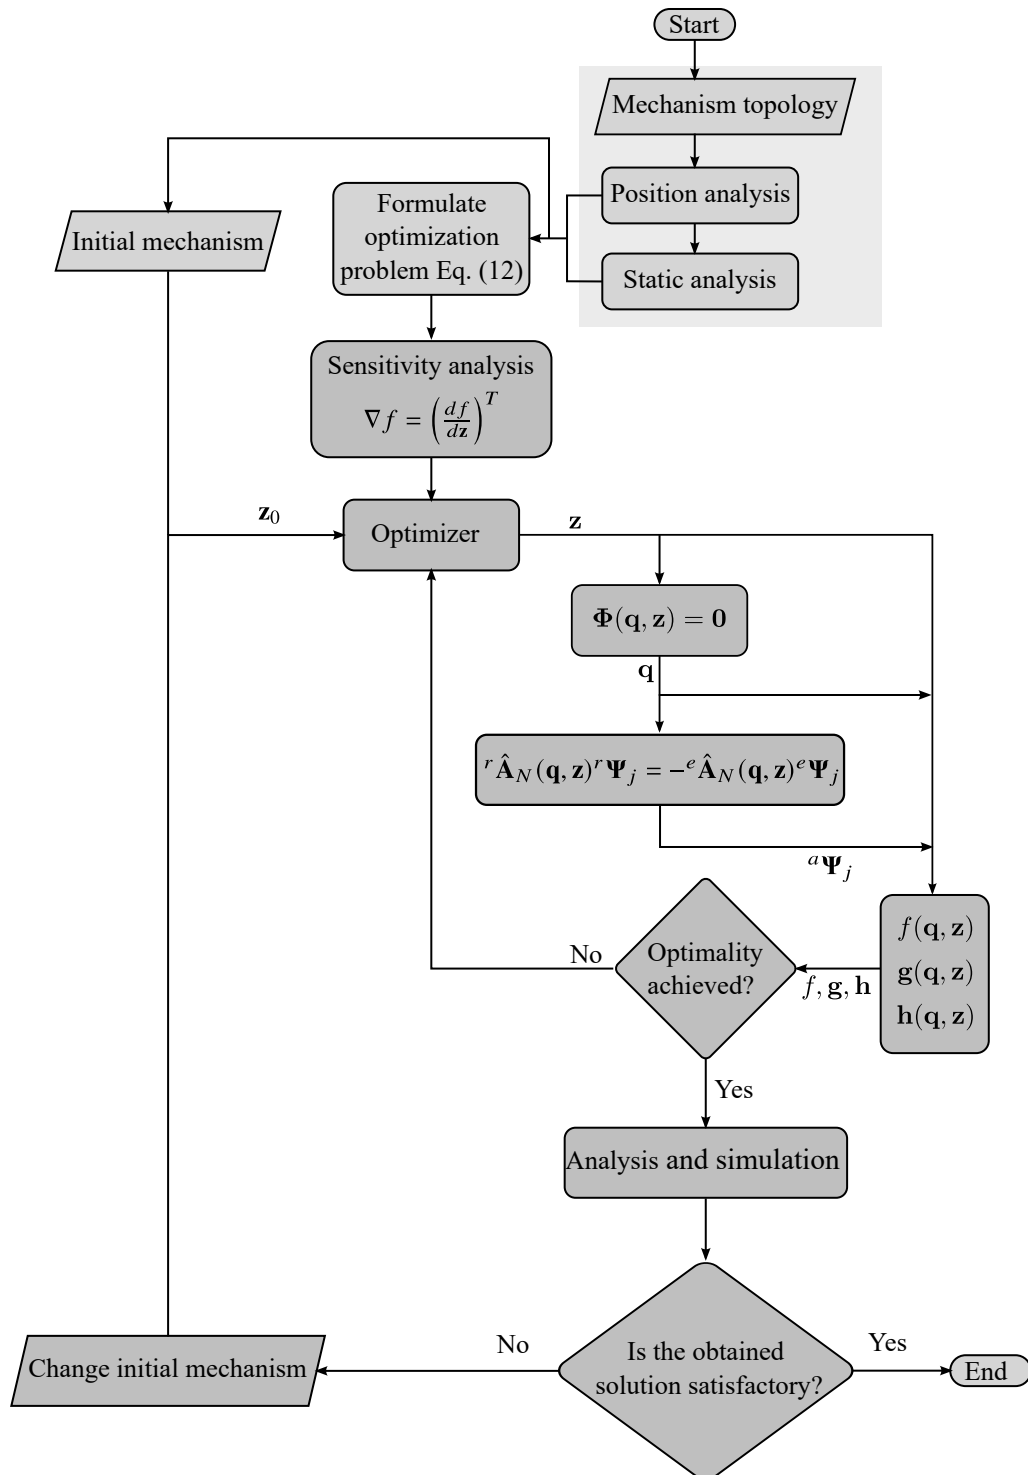 Start
Mechanism topology
Position analysis
Static analysis
Formulate
optimization
problem Eq. (12)
Initial mechanism
Sensitivity analysis
∇f = (df/dz)^T
z₀
Optimizer
z
Φ(q, z) = 0
q
^r Â_N(q, z) ^rΨ_j = −^e Â_N(q, z) ^eΨ_j
^aΨ_j
f(q, z)
g(q, z)
h(q, z)
f, g, h
Optimality
achieved?
No
Yes
Analysis and simulation
Is the obtained
solution satisfactory?
No
Yes
Change initial mechanism
End